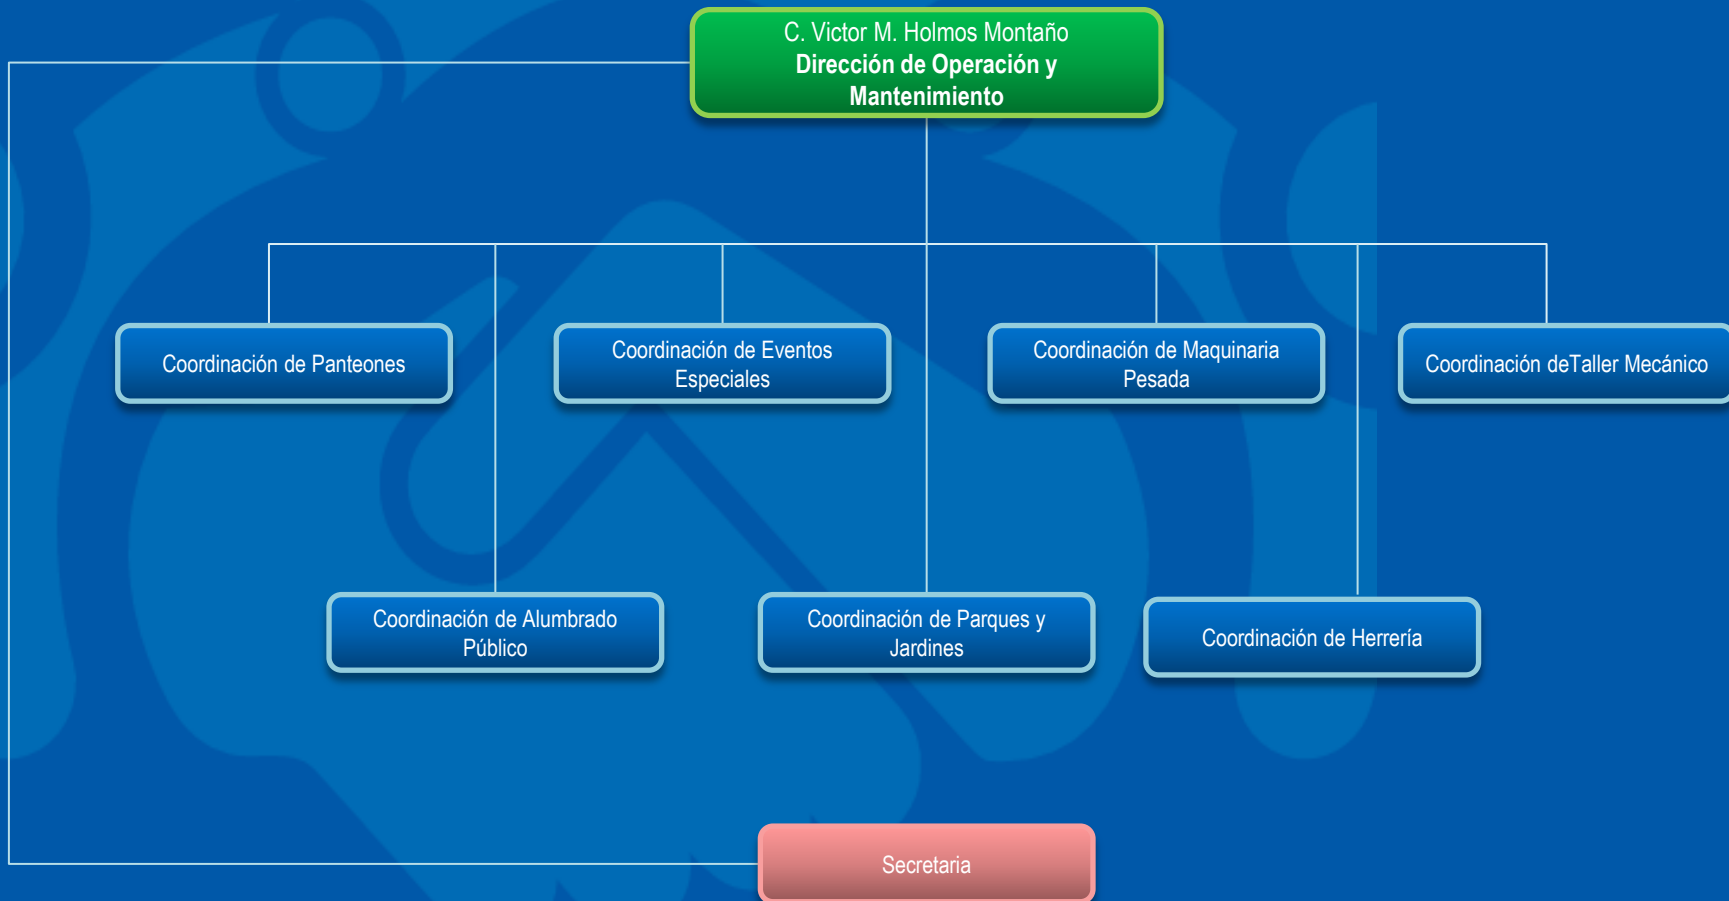 C. Victor M. Holmos Montaño
Dirección de Operación y
Mantenimiento
Coordinación de Panteones
Coordinación de Eventos
Especiales
Coordinación de Maquinaria
Pesada
Coordinación deTaller Mecánico
Coordinación de Alumbrado
Público
Coordinación de Parques y
Jardines
Coordinación de Herrería
Secretaria